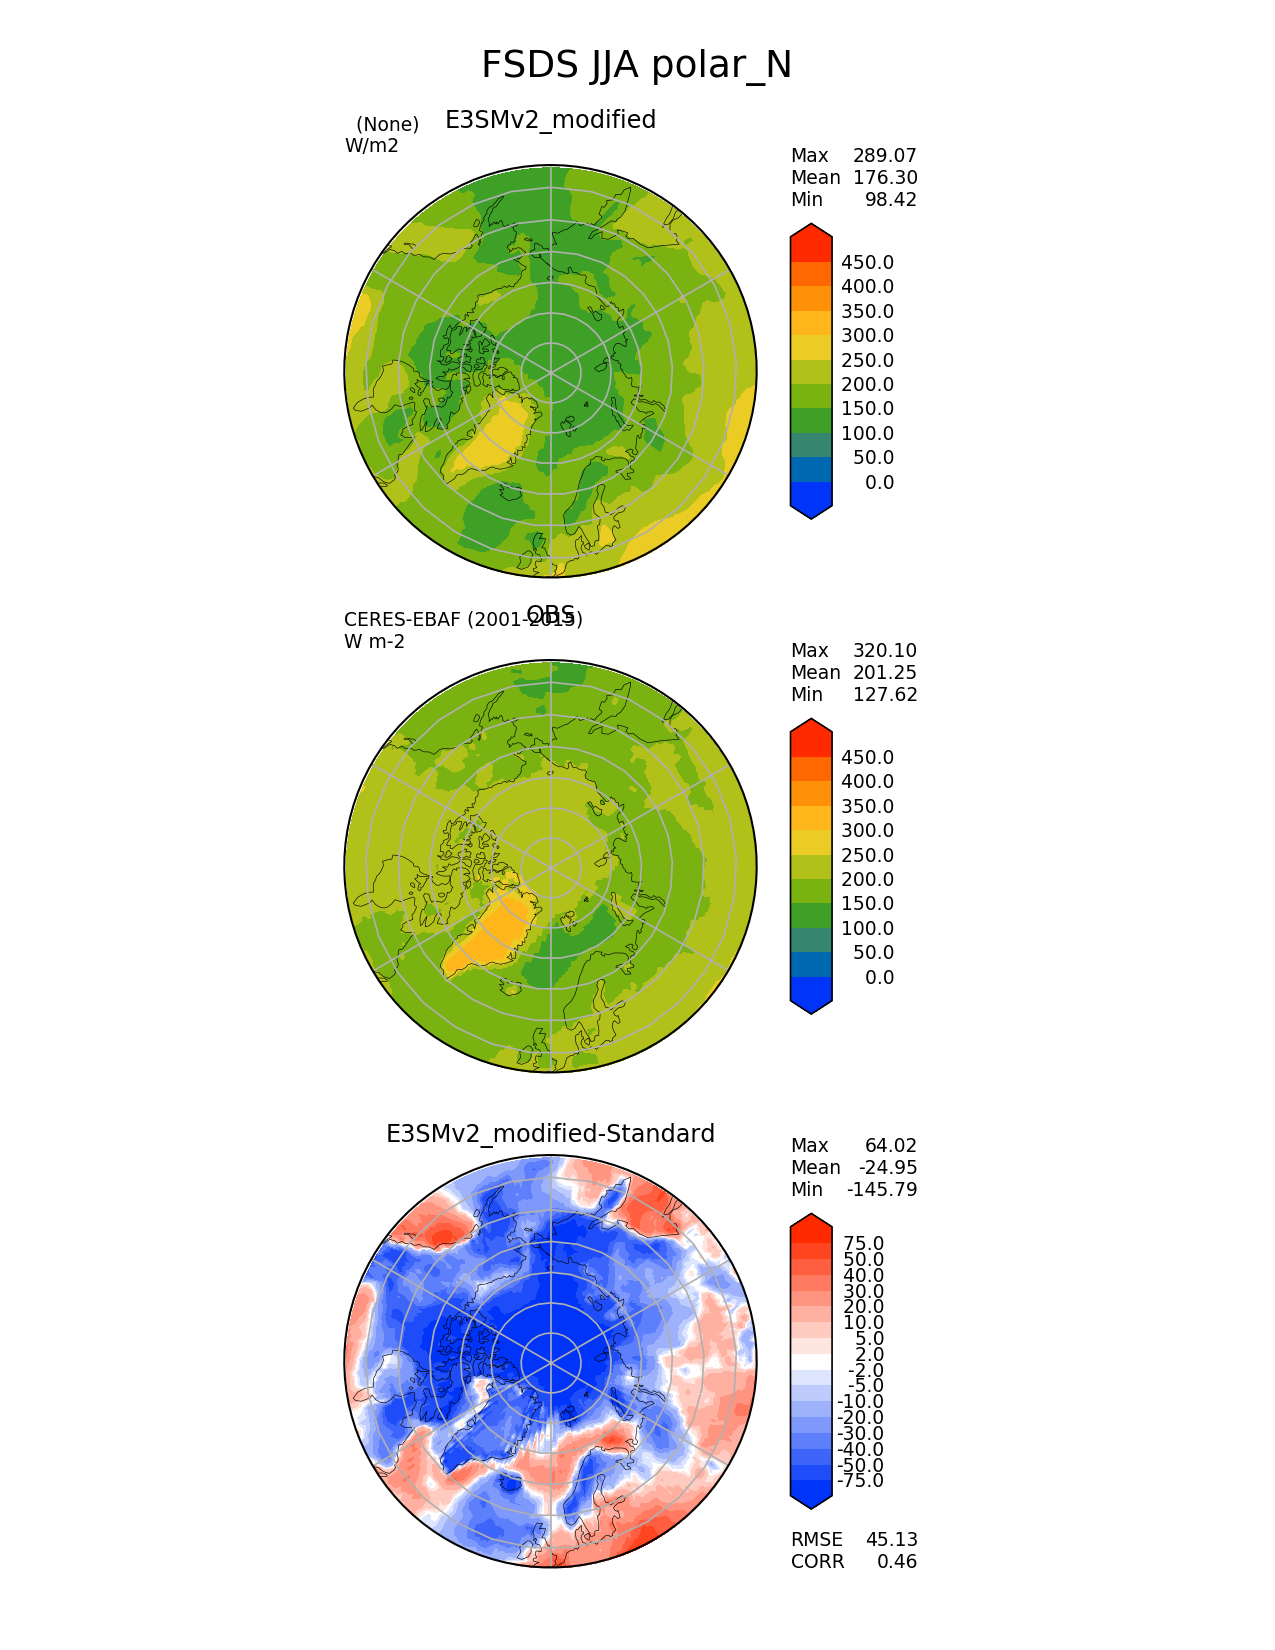 FSDS JJA polar_N
(None) E3SMv2_modified
W/m2
Max 289.07
Mean 176.30
Min 98.42
450.0
400.0
350.0
300.0
250.0
200.0
150.0
100.0
50.0
0.0
OBS
CERES-EBAF (2001-2015)
W m-2
Max 320.10
Mean 201.25
Min 127.62
450.0
400.0
350.0
300.0
250.0
200.0
150.0
100.0
50.0
0.0
E3SMv2_modified-Standard
Max 64.02
Mean -24.95
Min -145.79
75.0
50.0
40.0
30.0
20.0
10.0
5.0
2.0
-2.0
-5.0
-10.0
-20.0
-30.0
-40.0
-50.0
-75.0
RMSE 45.13
CORR 0.46